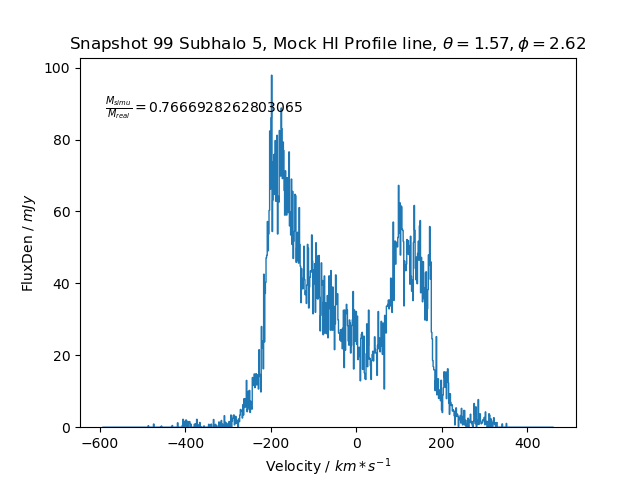 Snapshot 99 Subhalo 5, Mock HI Profile line, θ = 1.57, ϕ = 2.62
M_simu/M_real = 0.7666928262803065
FluxDen / mJy
100
80
60
40
20
0
−600 −400 −200 0 200 400
Velocity / km * s⁻¹